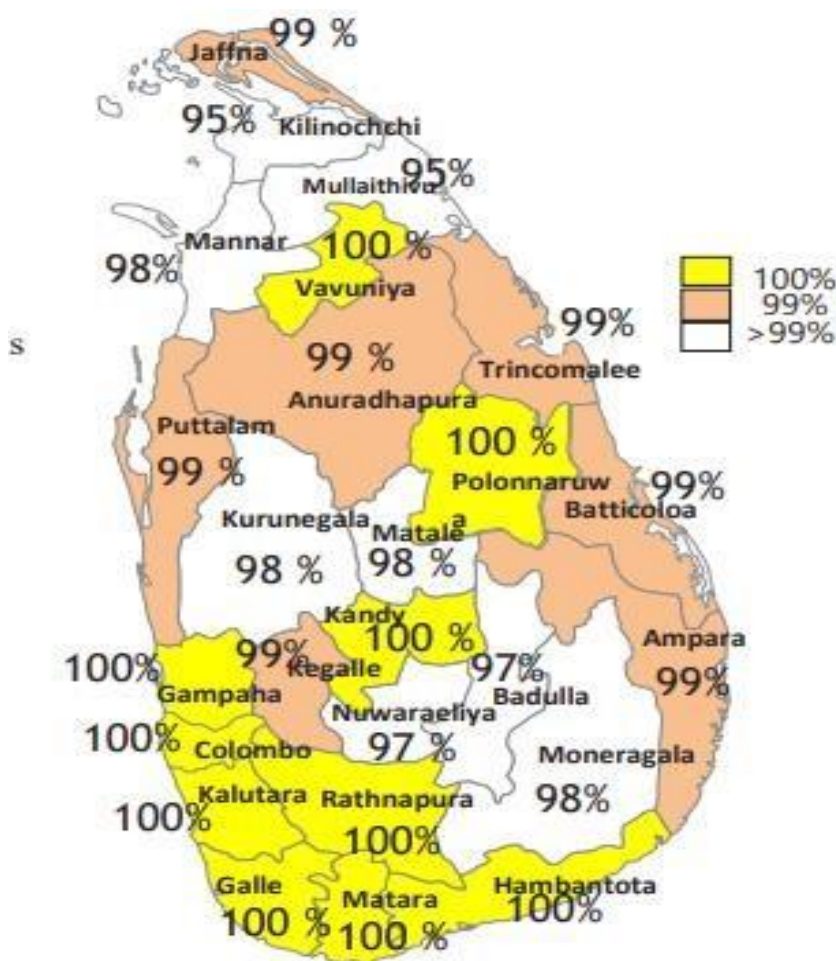 99 %
Jaffna
95%
Kilinochchi
95%
Mullaithivu
Mannar
100 %
98%
Vavuniya
100%
99%
>99%
s
99%
99 %
Trincomalee
Anuradhapura
Puttalam
100 %
99 %
Polonnaruw
a
99%
Batticoloa
Kurunegala
Matale
98 %
98 %
Kandy
100 %
Ampara
99%
100%
99%
Kegalle
97%
Badulla
Gampaha
Nuwaraeliya
97 %
100%
Colombo
Moneragala
98%
Kalutara
100%
Rathnapura
100%
Galle
100 %
Matara
100 %
Hambantota
100%